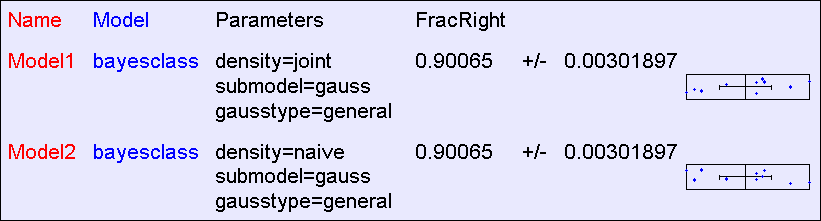 Name Model Parameters FracRight
Model1 bayesclass density=joint 0.90065 +/- 0.00301897
submodel=gauss
gausstype=general
Model2 bayesclass density=naive 0.90065 +/- 0.00301897
submodel=gauss
gausstype=general